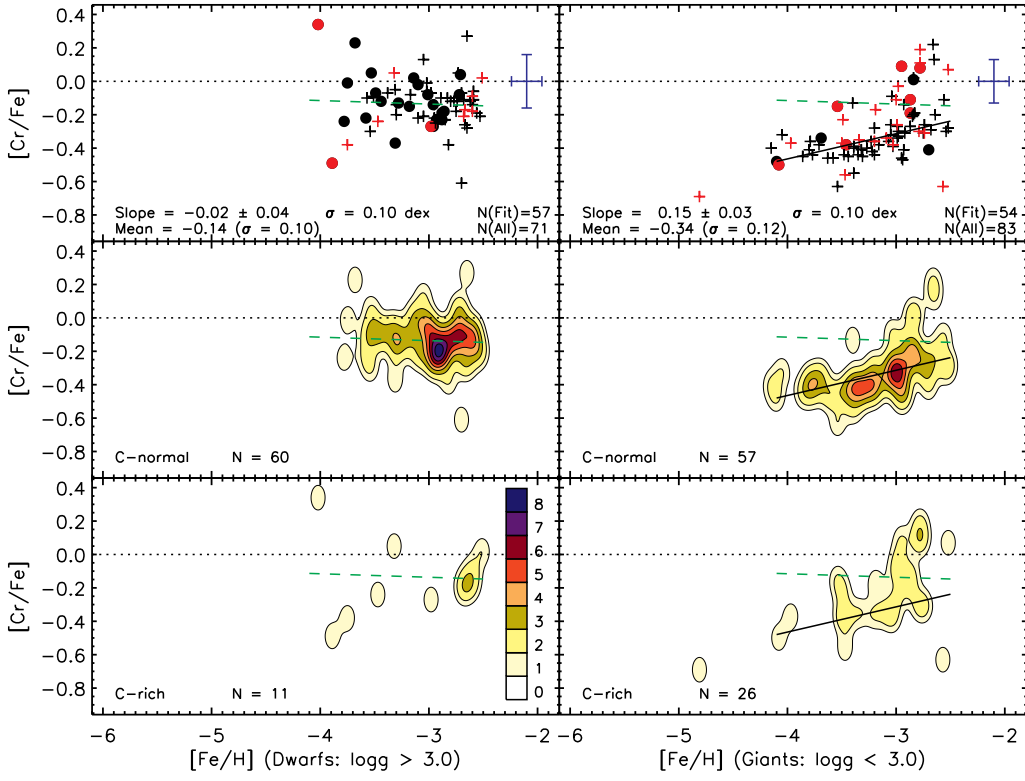 0.4
0.2
0.0
−0.2
−0.4
−0.6
−0.8
[Cr/Fe]
Slope = −0.02 ± 0.04 σ = 0.10 dex N(Fit)=57
Mean = −0.14 (σ = 0.10) N(All)=71
Slope = 0.15 ± 0.03 σ = 0.10 dex N(Fit)=54
Mean = −0.34 (σ = 0.12) N(All)=83
0.4
0.2
0.0
−0.2
−0.4
−0.6
−0.8
[Cr/Fe]
C−normal N = 60
C−normal N = 57
0.4
0.2
0.0
−0.2
−0.4
−0.6
−0.8
[Cr/Fe]
8
7
6
5
4
3
2
1
0
C−rich N = 11
C−rich N = 26
−6 −5 −4 −3 −2
−6 −5 −4 −3 −2
[Fe/H] (Dwarfs: logg > 3.0)
[Fe/H] (Giants: logg < 3.0)